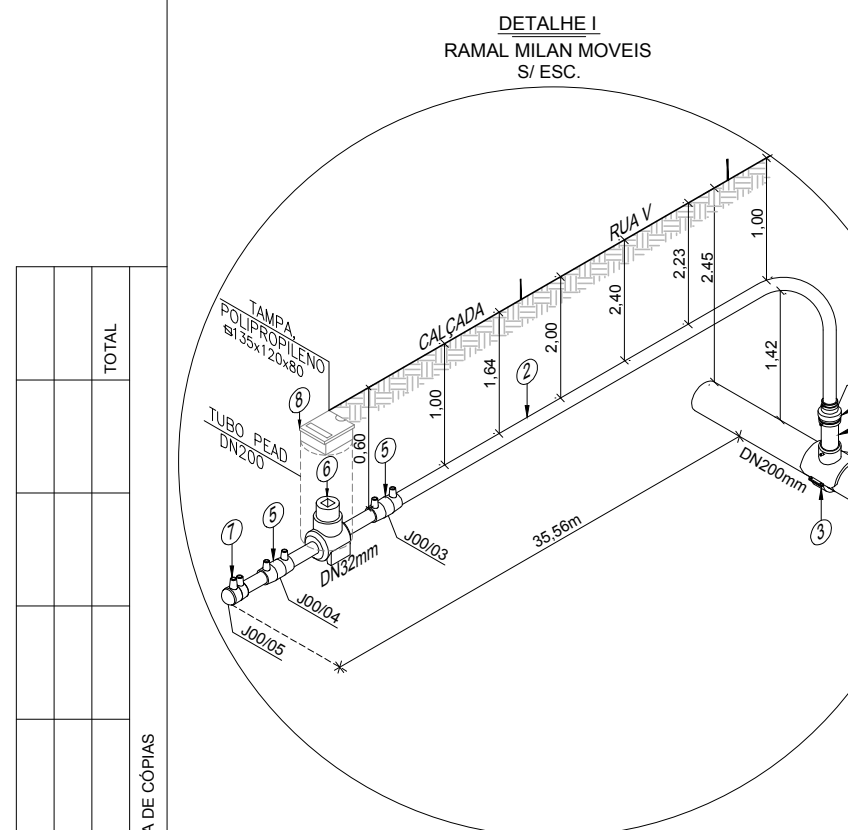 DETALHE I
RAMAL MILAN MOVEIS
S/ ESC.
RUA V
CALÇADA
TAMPA,
POLIPROPILENO
135x120x80
TUBO PEAD
DN200
8
6
5
5
7
2
3
0,60
1,00
1,64
2,00
2,40
2,23
2,45
1,00
1,42
DN200mm
DN32mm
35,56m
J00/03
J00/04
J00/05
TOTAL
A DE CÓPIAS